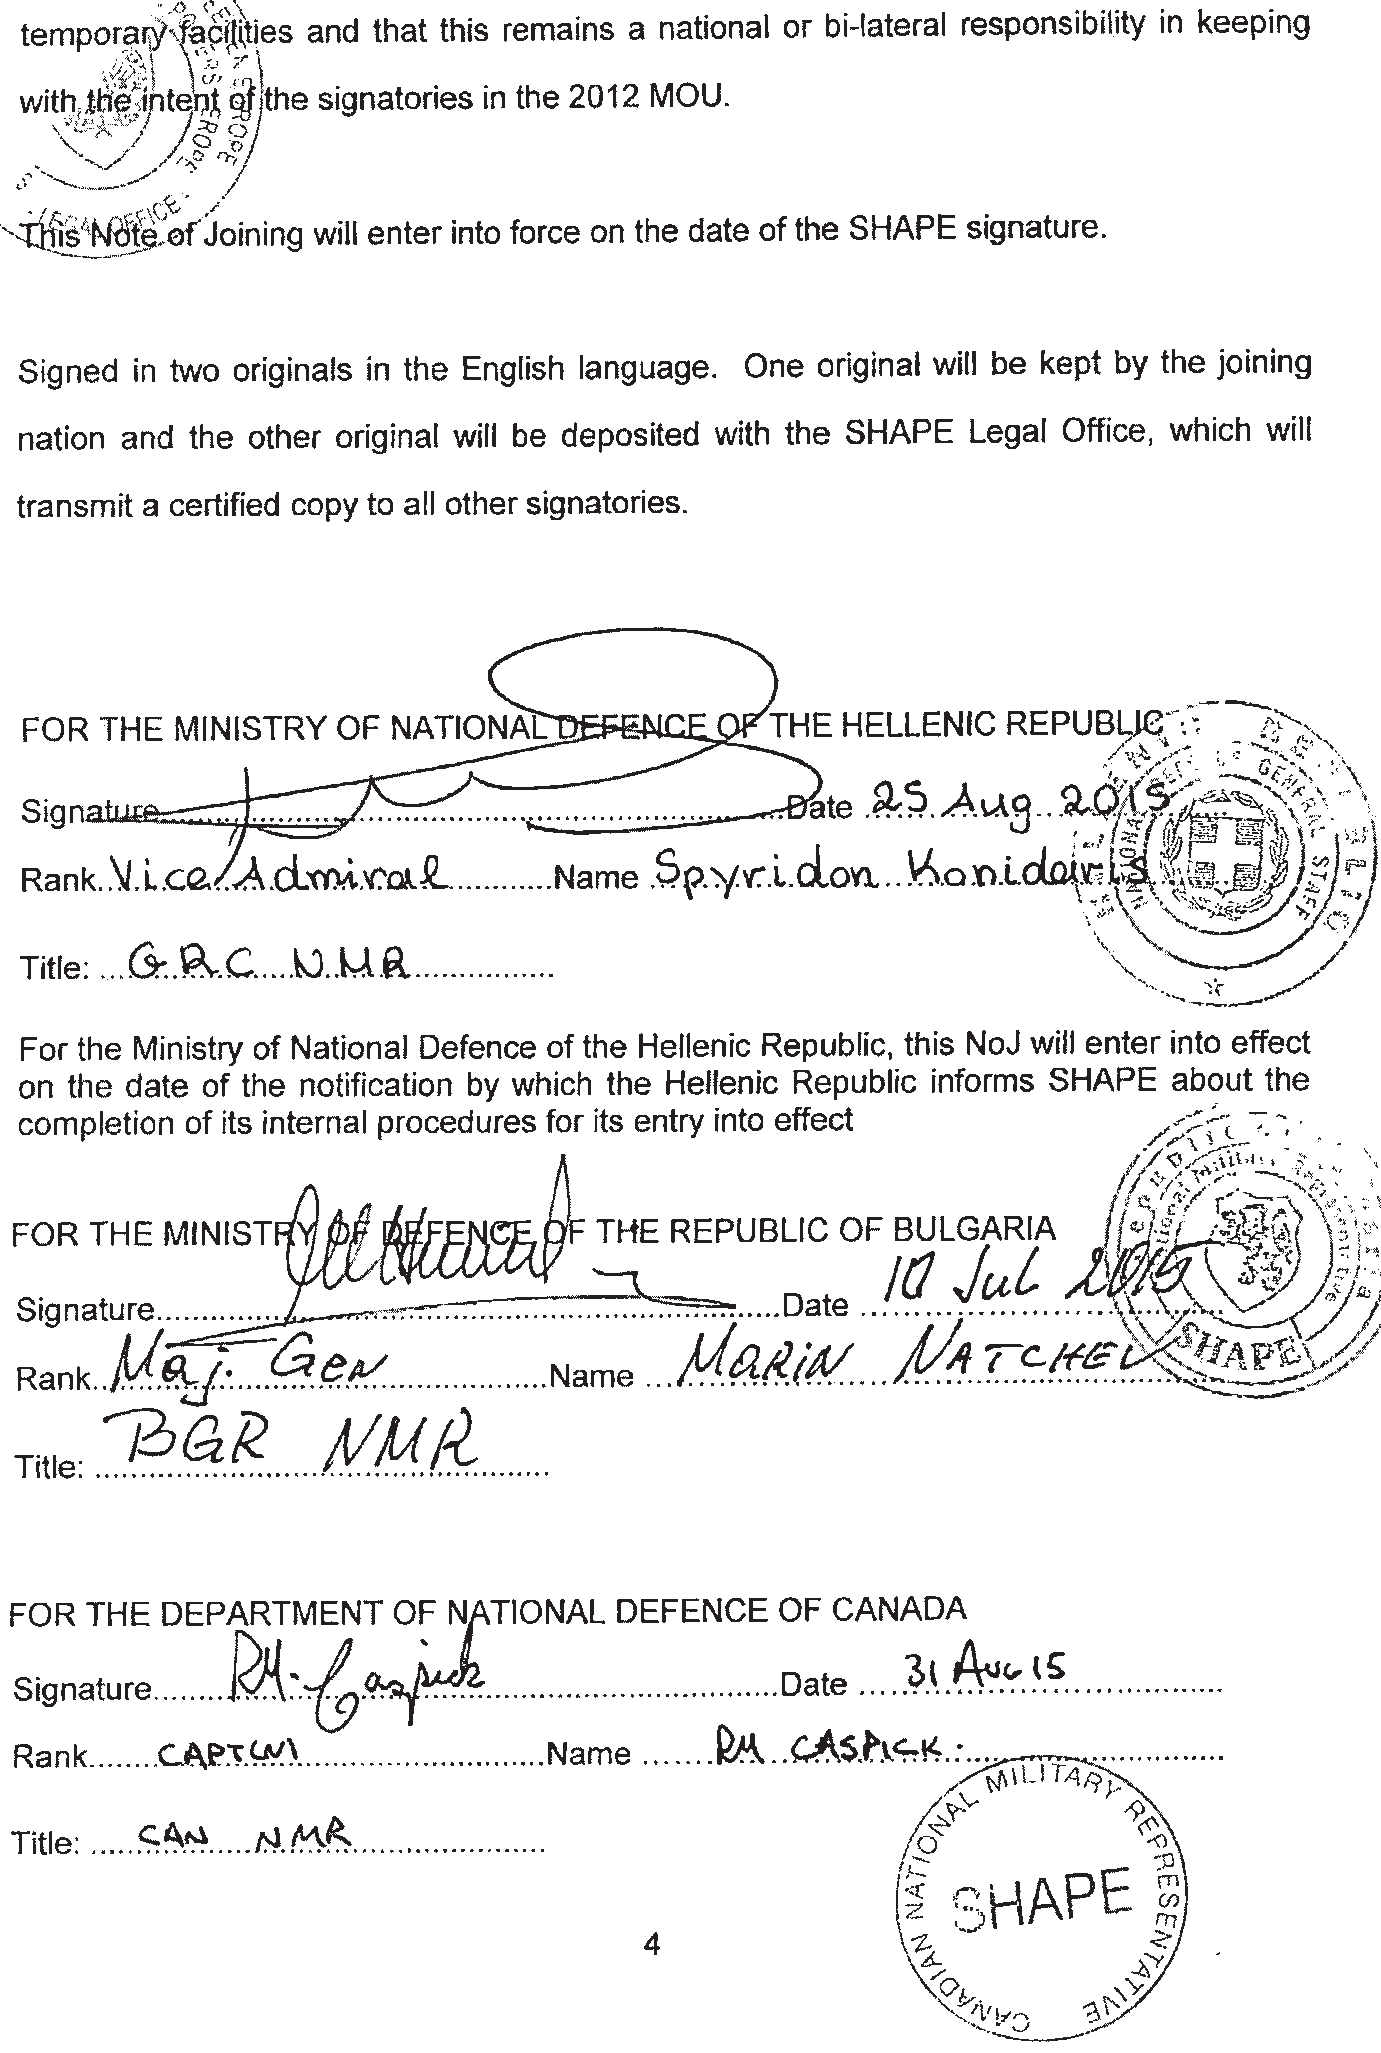 temporary facilities and that this remains a national or bi-lateral responsibility in keeping
with the intent of the signatories in the 2012 MOU.
LEGAL OFFICE
This Note of Joining will enter into force on the date of the SHAPE signature.
Signed in two originals in the English language. One original will be kept by the joining
nation and the other original will be deposited with the SHAPE Legal Office, which will
transmit a certified copy to all other signatories.
FOR THE MINISTRY OF NATIONAL DEFENCE OF THE HELLENIC REPUBLIC
Signature Date 25 Aug 2015
Rank Vice Admiral Name Spyridon Konidaris
Title: GRC NMR
HELLENIC REPUBLIC
GENERAL STAFF
For the Ministry of National Defence of the Hellenic Republic, this NoJ will enter into effect
on the date of the notification by which the Hellenic Republic informs SHAPE about the
completion of its internal procedures for its entry into effect
FOR THE MINISTRY OF DEFENCE OF THE REPUBLIC OF BULGARIA
Signature Date 10 Jul 2015
Rank Maj. Gen Name MARIN NATCHEV
SHAPE
Title: BGR NMR
FOR THE DEPARTMENT OF NATIONAL DEFENCE OF CANADA
Signature RM. Caspick Date 31 AUG 15
Rank CAPT(N) Name RM CASPICK.
Title: CAN NMR
CANADIAN NATIONAL MILITARY REPRESENTATIVE
SHAPE
4